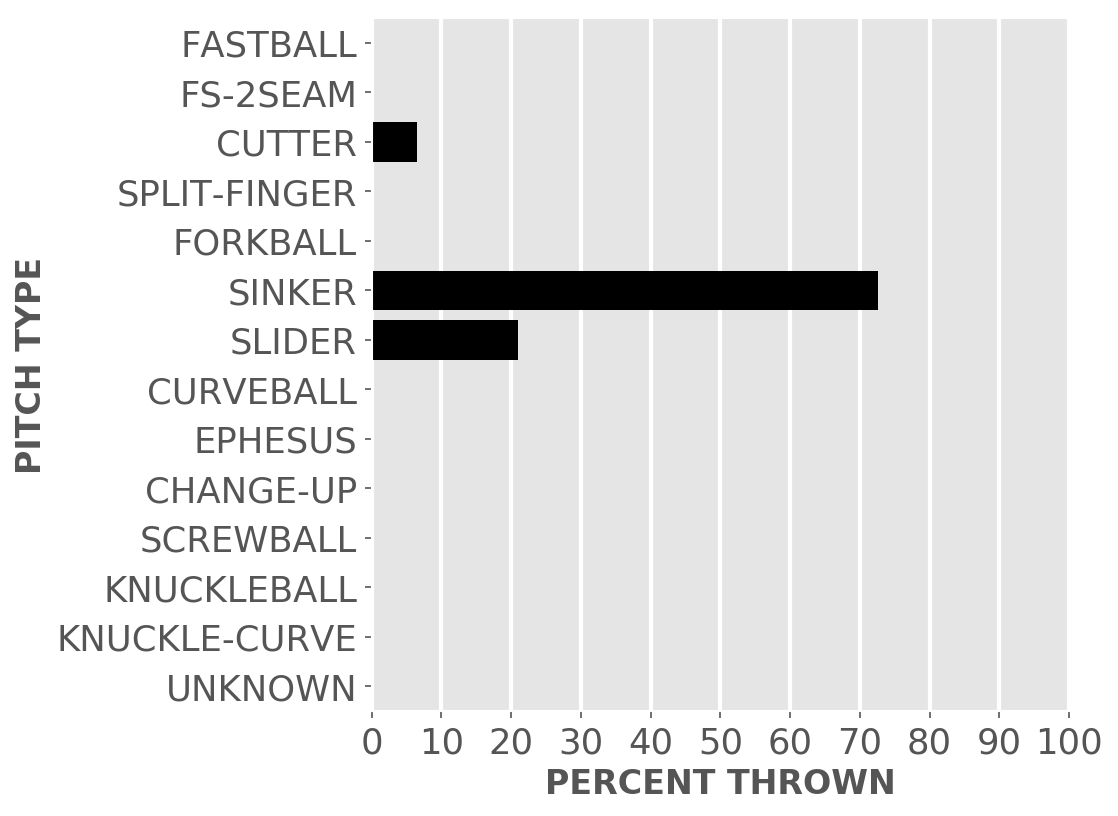 FASTBALL
FS-2SEAM
CUTTER
SPLIT-FINGER
FORKBALL
SINKER
SLIDER
CURVEBALL
EPHESUS
CHANGE-UP
SCREWBALL
KNUCKLEBALL
KNUCKLE-CURVE
UNKNOWN
PITCH TYPE
0 10 20 30 40 50 60 70 80 90 100
PERCENT THROWN